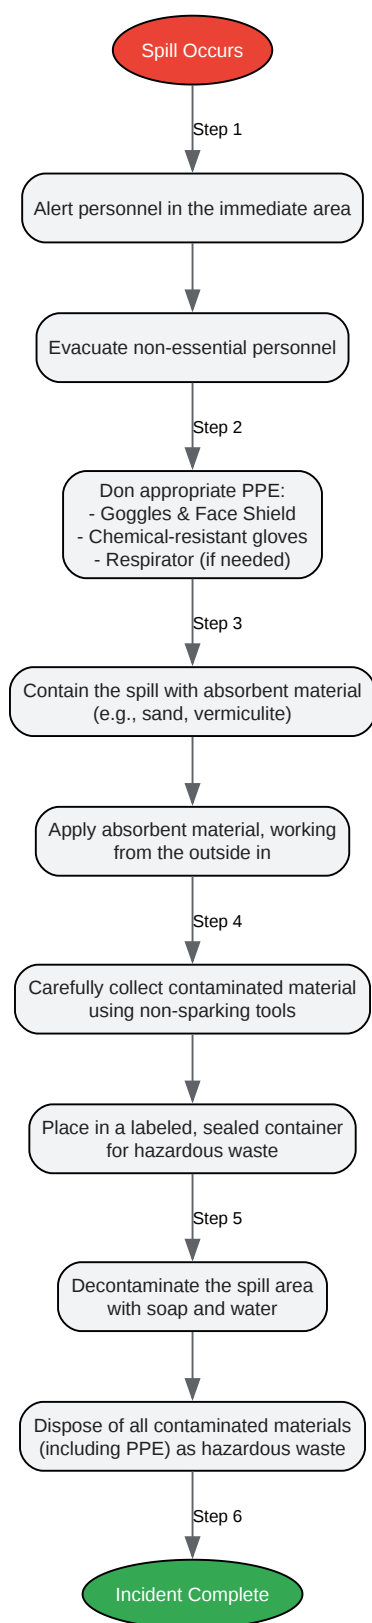 Spill Occurs
Step 1
Alert personnel in the immediate area
Evacuate non-essential personnel
Step 2
Don appropriate PPE:
- Goggles & Face Shield
- Chemical-resistant gloves
- Respirator (if needed)
Step 3
Contain the spill with absorbent material
(e.g., sand, vermiculite)
Apply absorbent material, working
from the outside in
Step 4
Carefully collect contaminated material
using non-sparking tools
Place in a labeled, sealed container
for hazardous waste
Step 5
Decontaminate the spill area
with soap and water
Dispose of all contaminated materials
(including PPE) as hazardous waste
Step 6
Incident Complete